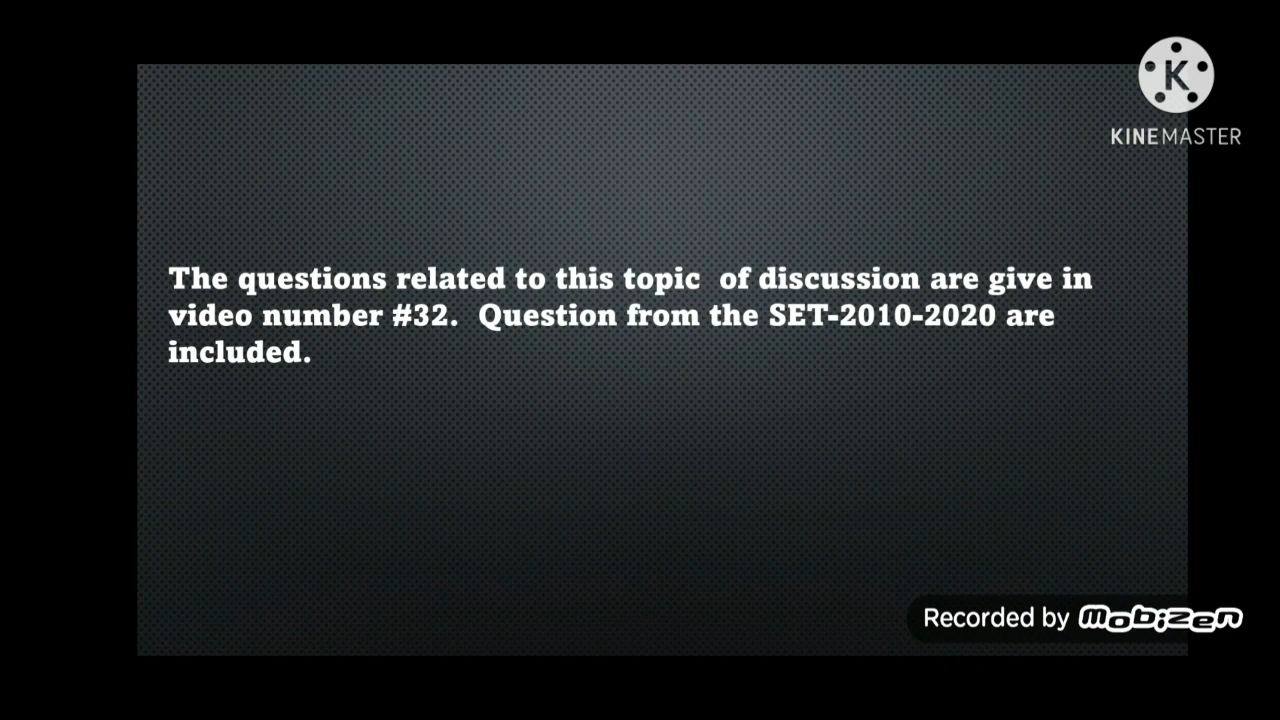 K
KINEMASTER
The questions related to this topic  of discussion are give in
video number #32.  Question from the SET-2010-2020 are
included.
Recorded by Mobizen